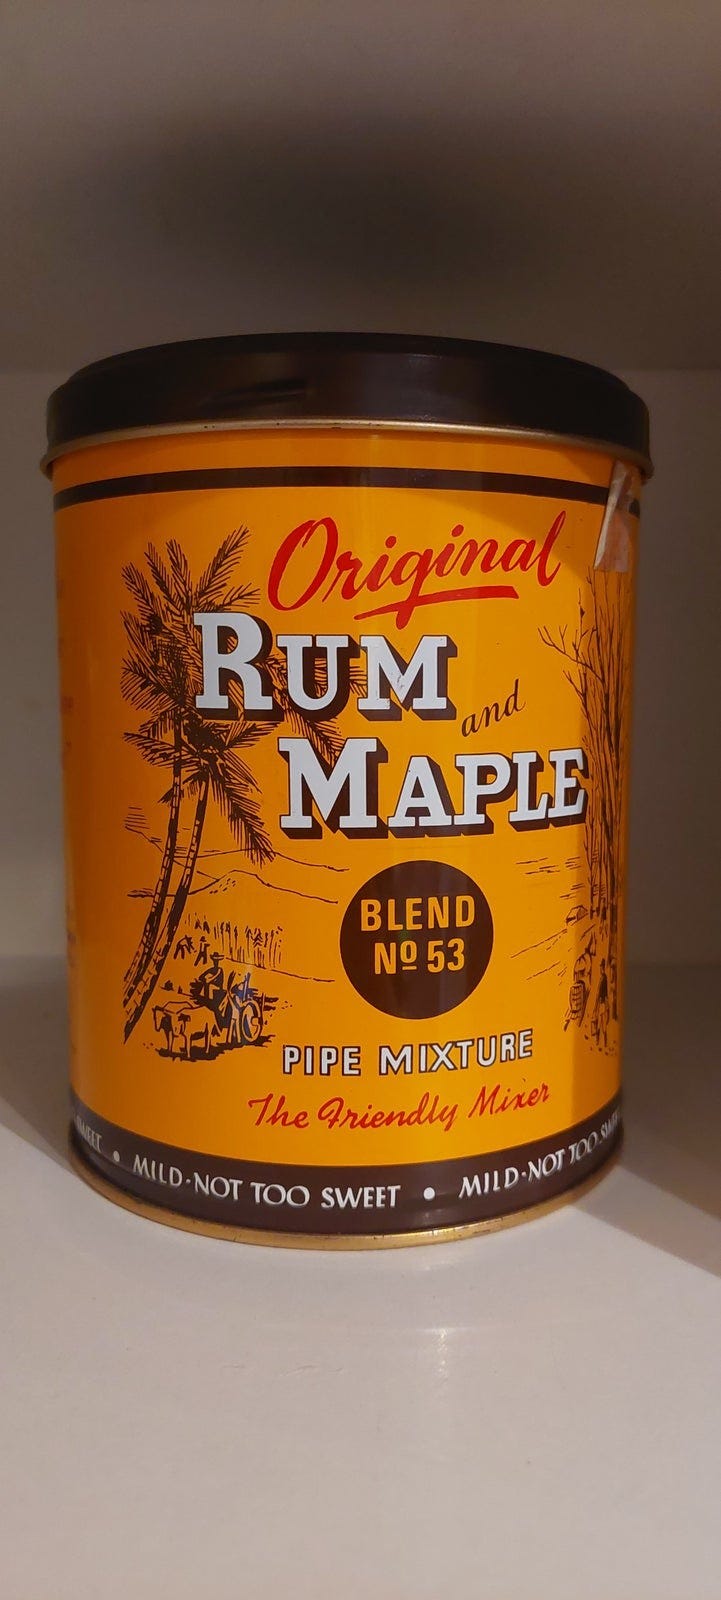 Original
RUM
and
MAPLE
BLEND
Nº 53
PIPE MIXTURE
The Friendly Mixer
SWEET • MILD-NOT TOO SWEET • MILD-NOT TOO